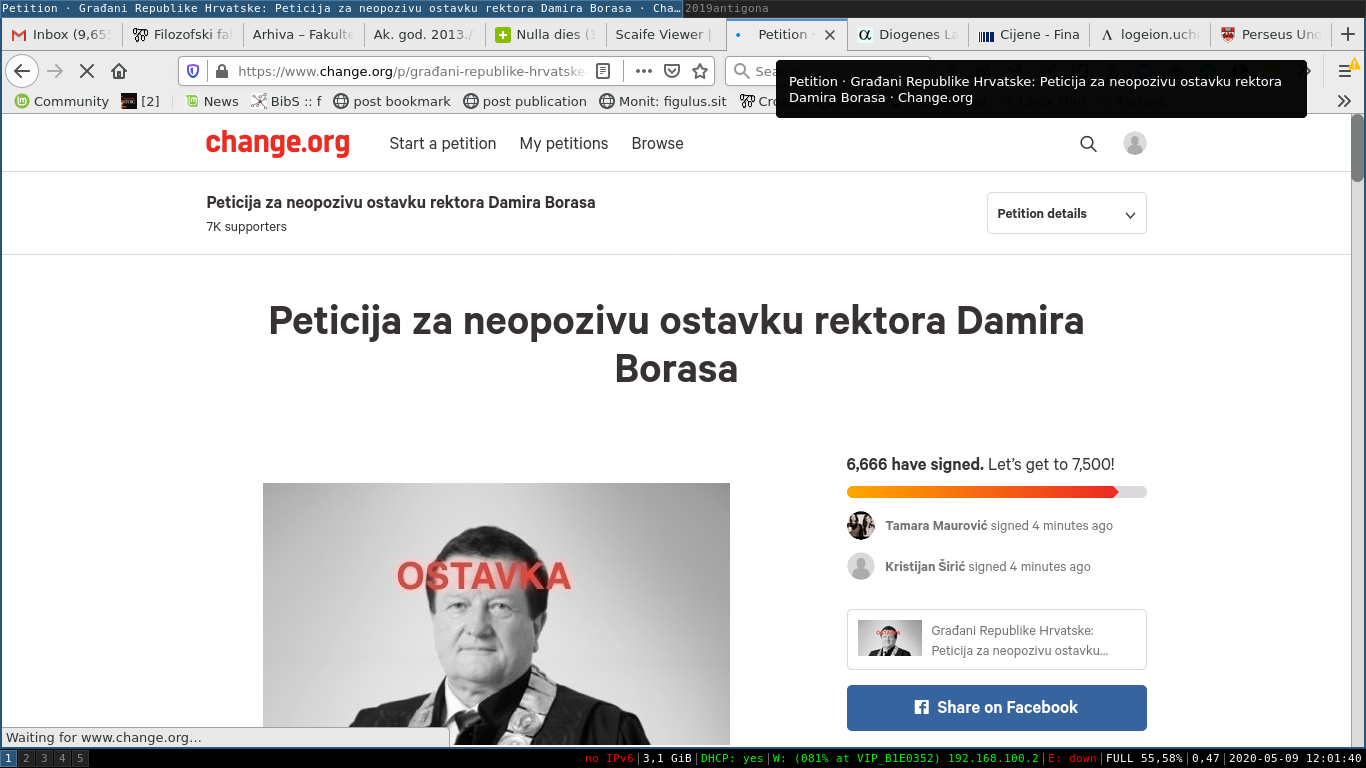 Petition · Građani Republike Hrvatske: Peticija za neopozivu ostavku rektora Damira Borasa · Cha… 2019antigona
Inbox (9,655 Filozofski fal Arhiva – Fakulte Ak. god. 2013./ Nulla dies (1 Scaife Viewer | Petition · Diogenes La Cijene - Fina logeion.uchi Perseus Und
https://www.change.org/p/građani-republike-hrvatske Sea
Petition · Građani Republike Hrvatske: Peticija za neopozivu ostavku rektora
Damira Borasa · Change.org
Community [2] News BibS :: f post bookmark post publication Monit: figulus.sit Cro
change.org Start a petition My petitions Browse
Peticija za neopozivu ostavku rektora Damira Borasa
7K supporters
Petition details
Peticija za neopozivu ostavku rektora Damira
Borasa
6,666 have signed. Let's get to 7,500!
Tamara Maurović signed 4 minutes ago
Kristijan Širić signed 4 minutes ago
OSTAVKA
Građani Republike Hrvatske:
Peticija za neopozivu ostavku…
Share on Facebook
Waiting for www.change.org…
1 2 3 4 5 no IPv6|3,1 GiB|DHCP: yes|W: (081% at VIP_B1E0352) 192.168.100.2|E: down|FULL 55,58%|0,47|2020-05-09 12:01:40